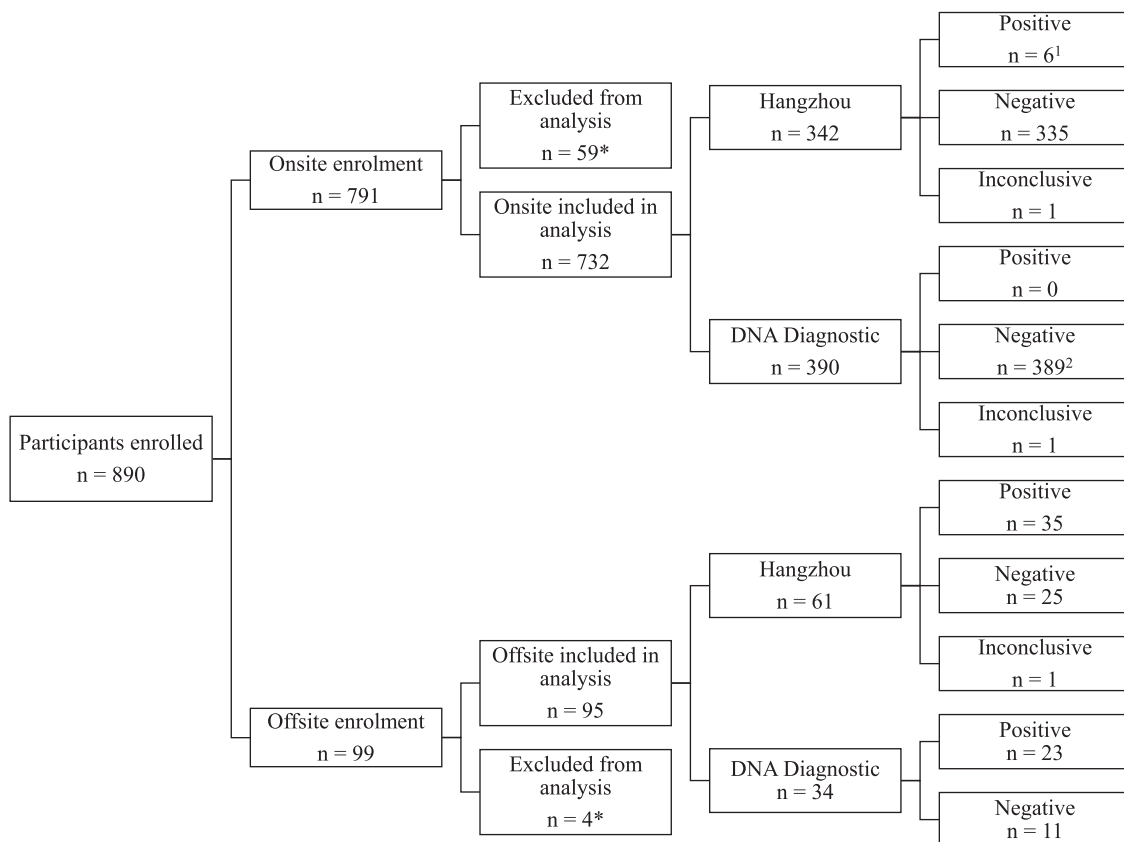 Participants enrolled
n = 890
Onsite enrolment
n = 791
Excluded from
analysis
n = 59*
Onsite included in
analysis
n = 732
Hangzhou
n = 342
Positive
n = 6¹
Negative
n = 335
Inconclusive
n = 1
DNA Diagnostic
n = 390
Positive
n = 0
Negative
n = 389²
Inconclusive
n = 1
Offsite enrolment
n = 99
Offsite included in
analysis
n = 95
Excluded from
analysis
n = 4*
Hangzhou
n = 61
Positive
n = 35
Negative
n = 25
Inconclusive
n = 1
DNA Diagnostic
n = 34
Positive
n = 23
Negative
n = 11